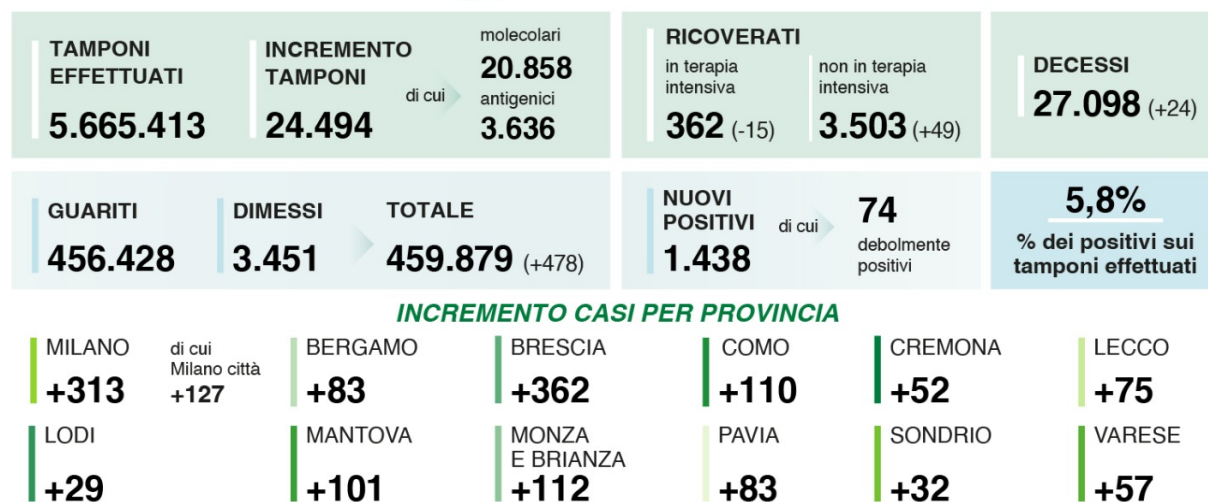 TAMPONI
EFFETTUATI
5.665.413
INCREMENTO
TAMPONI
24.494
di cui
molecolari
20.858
antigenici
3.636
RICOVERATI
in terapia
intensiva
362 (-15)
non in terapia
intensiva
3.503 (+49)
DECESSI
27.098 (+24)
GUARITI
456.428
DIMESSI
3.451
TOTALE
459.879 (+478)
NUOVI
POSITIVI
1.438
di cui
74
debolmente
positivi
5,8%
% dei positivi sui
tamponi effettuati
INCREMENTO CASI PER PROVINCIA
MILANO
+313
di cui
Milano città
+127
BERGAMO
+83
BRESCIA
+362
COMO
+110
CREMONA
+52
LECCO
+75
LODI
+29
MANTOVA
+101
MONZA
E BRIANZA
+112
PAVIA
+83
SONDRIO
+32
VARESE
+57